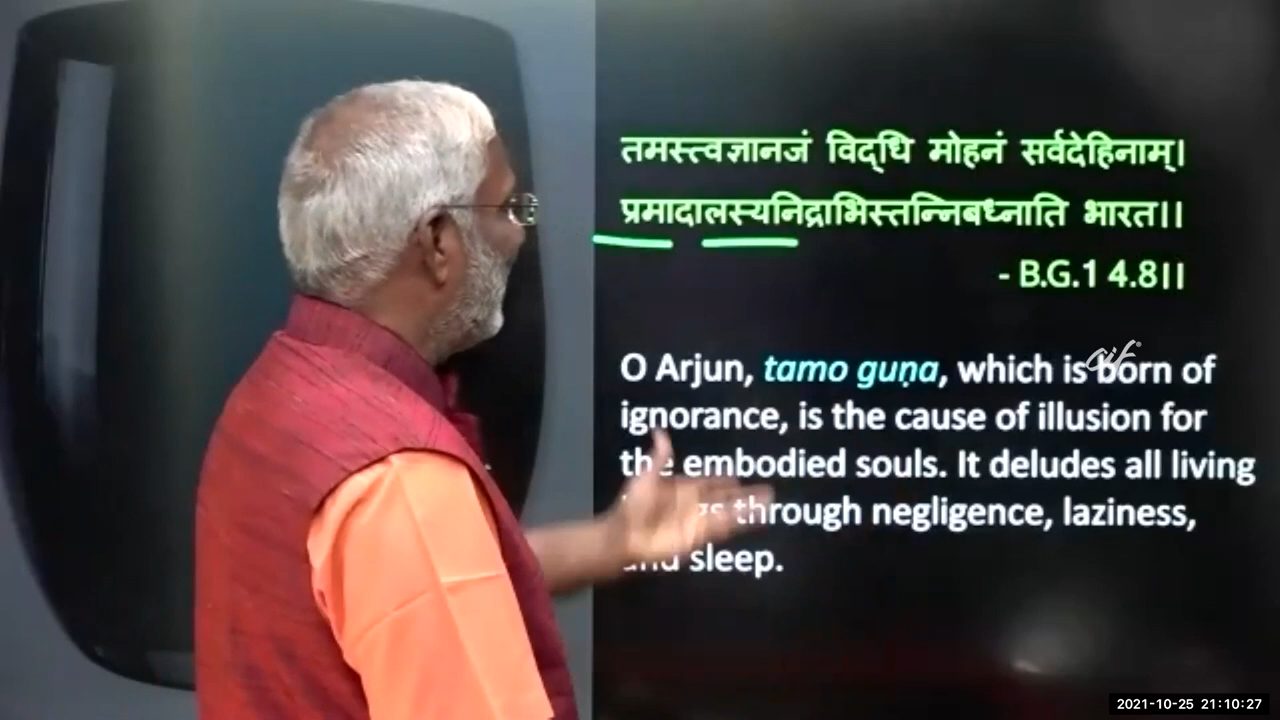 तमस्त्वज्ञानजं विद्धि मोहनं सर्वदेहिनाम्।
प्रमादालस्यनिद्राभिस्तन्निबध्नाति भारत।।
- B.G.1 4.8।।
aif
O Arjun, tamo guṇa, which is born of
ignorance, is the cause of illusion for
the embodied souls. It deludes all living
through negligence, laziness,
and sleep.
2021-10-25 21:10:27